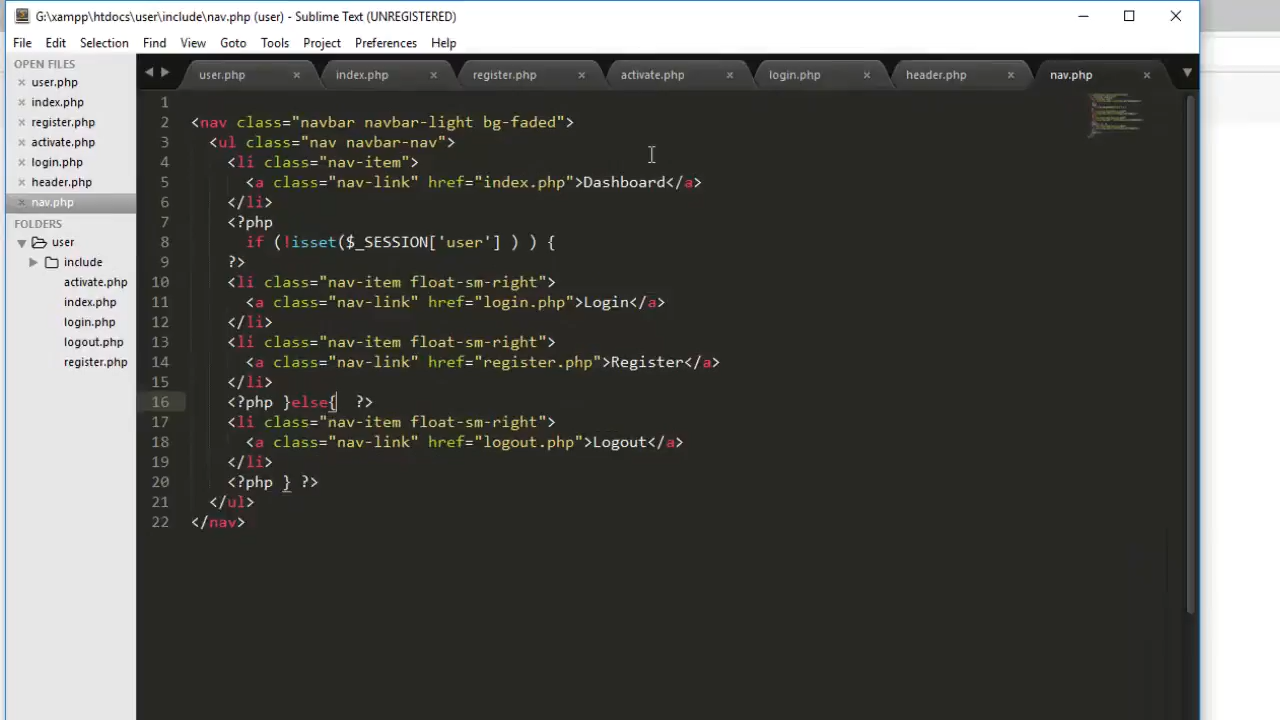 G:\xampp\htdocs\user\include\nav.php (user) - Sublime Text (UNREGISTERED)
File Edit Selection Find View Goto Tools Project Preferences Help
OPEN FILES
user.php
index.php
register.php
activate.php
login.php
header.php
nav.php
FOLDERS
user
include
activate.php
index.php
login.php
logout.php
register.php
user.php index.php register.php activate.php login.php header.php nav.php
1
2 <nav class="navbar navbar-light bg-faded">
3 <ul class="nav navbar-nav">
4 <li class="nav-item">
5 <a class="nav-link" href="index.php">Dashboard</a>
6 </li>
7 <?php
8 if (!isset($_SESSION['user'] ) ) {
9 ?>
10 <li class="nav-item float-sm-right">
11 <a class="nav-link" href="login.php">Login</a>
12 </li>
13 <li class="nav-item float-sm-right">
14 <a class="nav-link" href="register.php">Register</a>
15 </li>
16 <?php }else{ ?>
17 <li class="nav-item float-sm-right">
18 <a class="nav-link" href="logout.php">Logout</a>
19 </li>
20 <?php } ?>
21 </ul>
22 </nav>